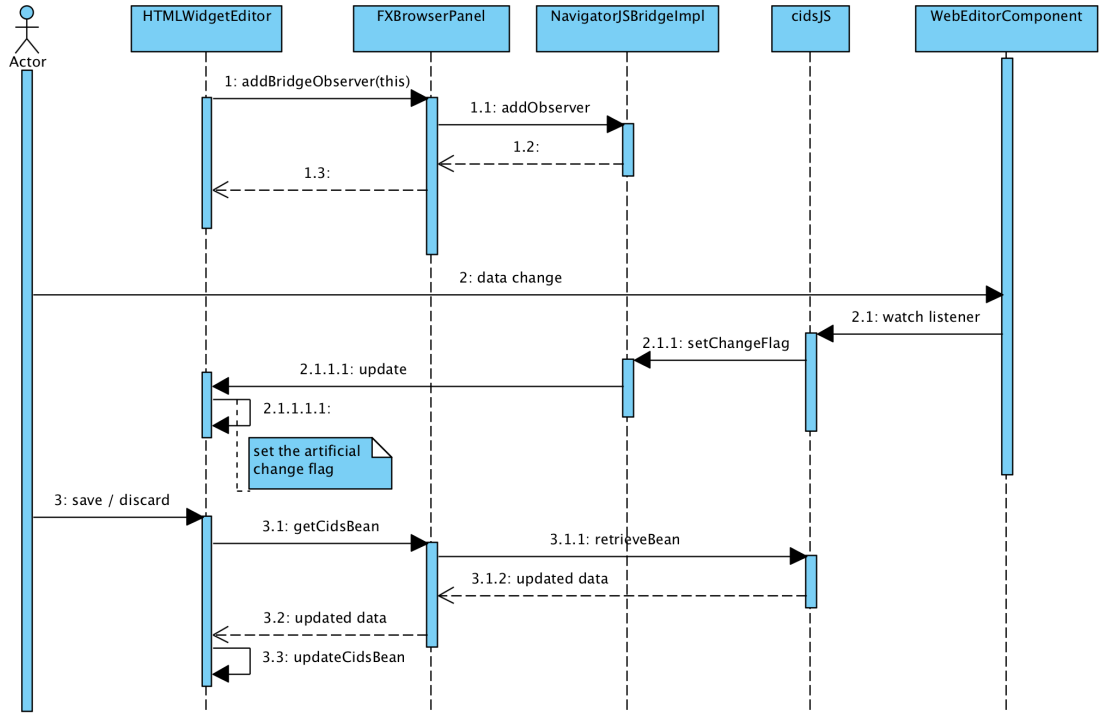 HTMLWidgetEditor
FXBrowserPanel
NavigatorJSBridgeImpl
cidsJS
WebEditorComponent
Actor
1: addBridgeObserver(this)
1.1: addObserver
1.2:
1.3:
2: data change
2.1: watch listener
2.1.1: setChangeFlag
2.1.1.1: update
2.1.1.1.1:
set the artificial
change flag
3: save / discard
3.1: getCidsBean
3.1.1: retrieveBean
3.1.2: updated data
3.2: updated data
3.3: updateCidsBean